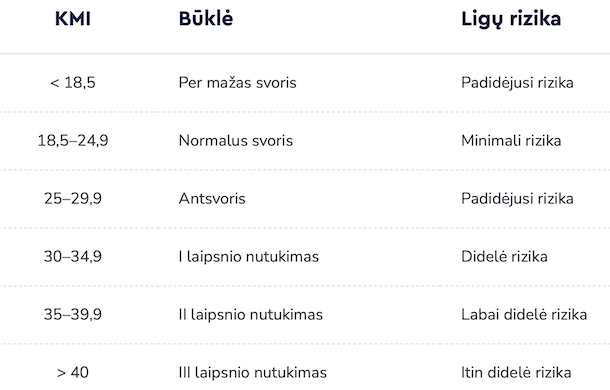 KMI Būklė Ligų rizika
< 18,5 Per mažas svoris Padidėjusi rizika
18,5–24,9 Normalus svoris Minimali rizika
25–29,9 Antsvoris Padidėjusi rizika
30–34,9 I laipsnio nutukimas Didelė rizika
35–39,9 II laipsnio nutukimas Labai didelė rizika
> 40 III laipsnio nutukimas Itin didelė rizika